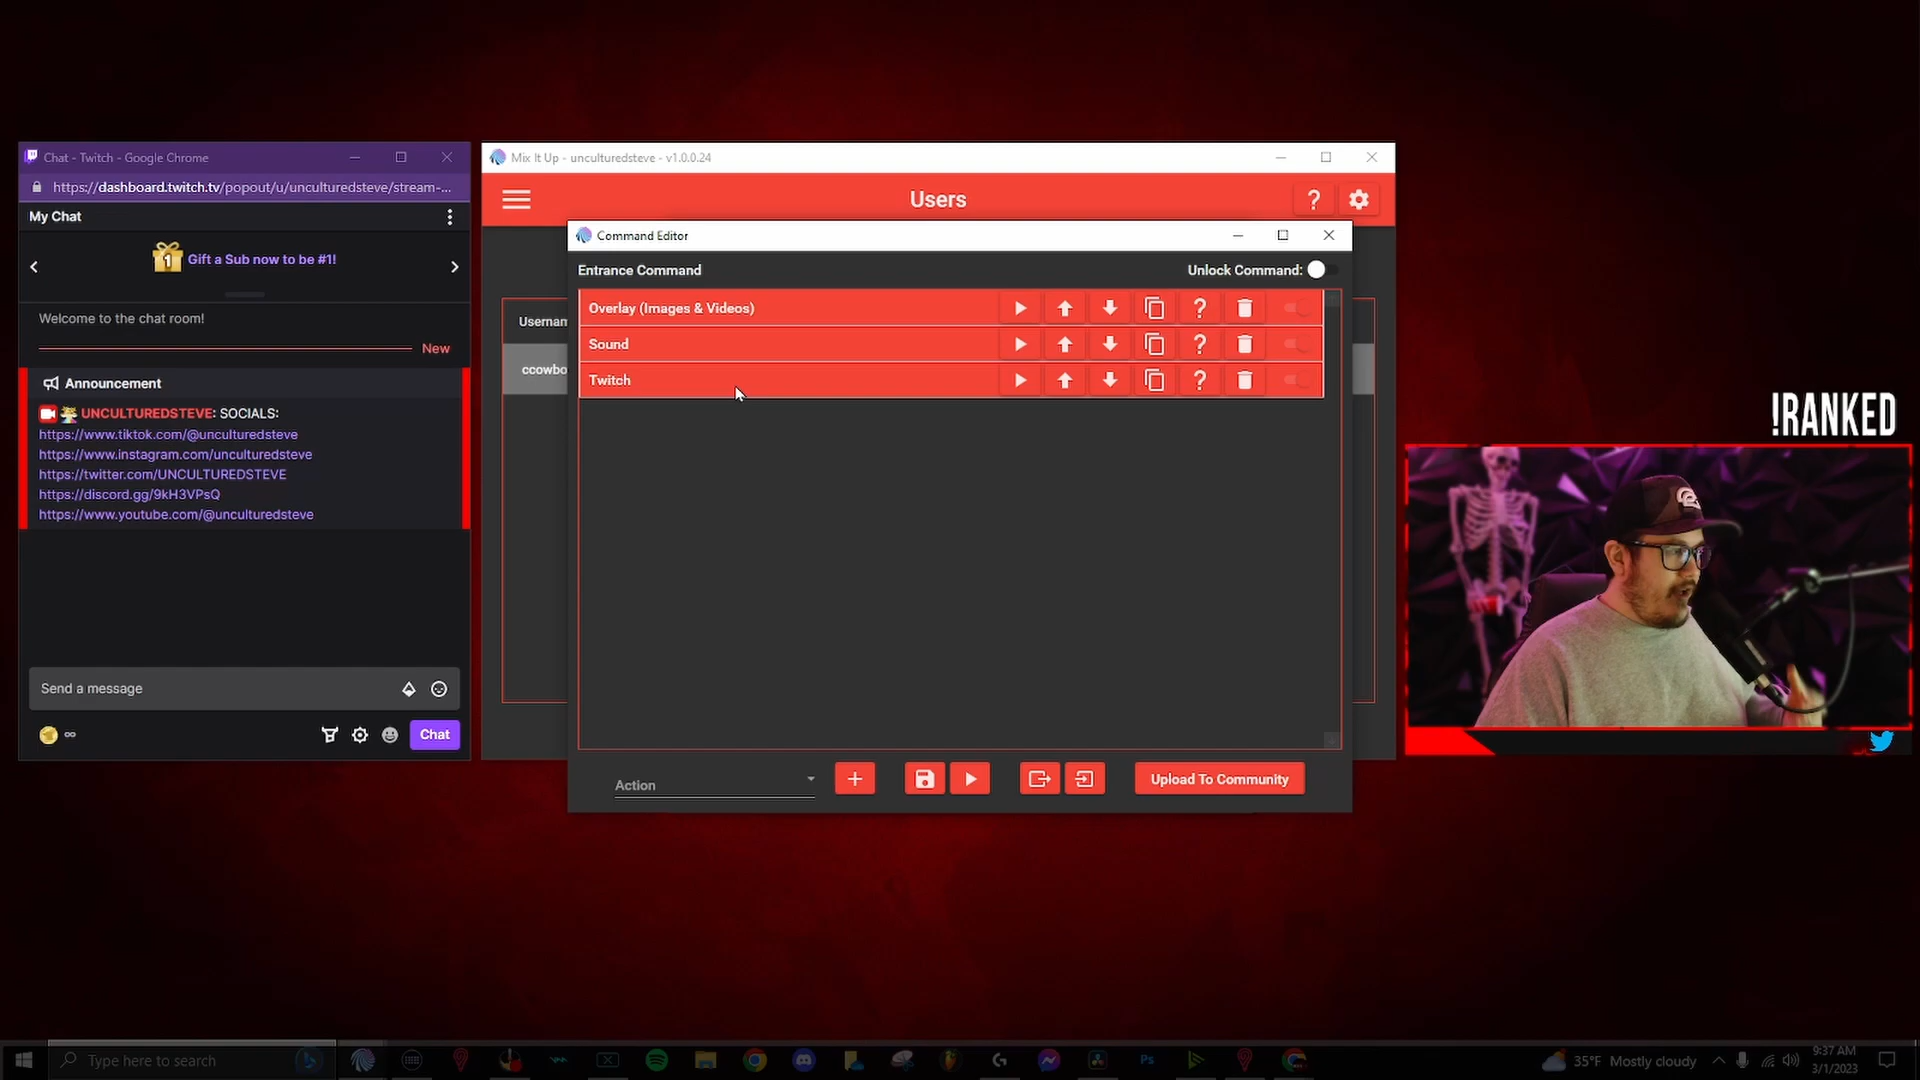 Chat - Twitch - Google Chrome
https://dashboard.twitch.tv/popout/u/unculturedsteve/stream-...
My Chat
1
Gift a Sub now to be #1!
Welcome to the chat room!
New
Announcement
UNCULTUREDSTEVE: SOCIALS:
https://www.tiktok.com/@unculturedsteve
https://www.instagram.com/unculturedsteve
https://twitter.com/UNCULTUREDSTEVE
https://discord.gg/9kH3VPsQ
https://www.youtube.com/@unculturedsteve
Send a message
Chat
Mix It Up - unculturedsteve - v1.0.0.24
Users
?
Usernam
ccowbo
Command Editor
Entrance Command
Unlock Command:
Overlay (Images & Videos)
?
Sound
?
Twitch
?
Action
Upload To Community
!RANKED
Type here to search
Ps
35°F Mostly cloudy
9:37 AM
3/1/2023